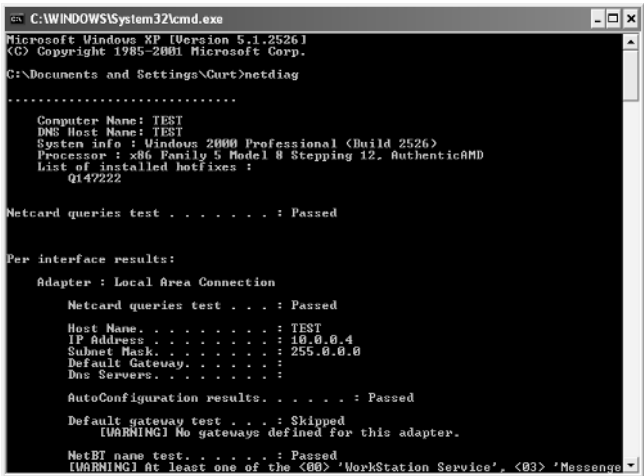 C:\WINDOWS\System32\cmd.exe
Microsoft Windows XP [Version 5.1.2526]
(C) Copyright 1985-2001 Microsoft Corp.
C:\Documents and Settings\Curt>netdiag
..............................
Computer Name: TEST
DNS Host Name: TEST
System info : Windows 2000 Professional (Build 2526)
Processor : x86 Family 5 Model 8 Stepping 12, AuthenticAMD
List of installed hotfixes :
Q147222
Netcard queries test . . . . . . . : Passed
Per interface results:
Adapter : Local Area Connection
Netcard queries test . . . : Passed
Host Name. . . . . . . . . : TEST
IP Address . . . . . . . . : 10.0.0.4
Subnet Mask. . . . . . . . : 255.0.0.0
Default Gateway. . . . . . :
Dns Servers. . . . . . . . :
AutoConfiguration results. . . . . . : Passed
Default gateway test . . . : Skipped
[WARNING] No gateways defined for this adapter.
NetBT name test. . . . . . : Passed
[WARNING] At least one of the <00> 'WorkStation Service', <03> 'Messenge